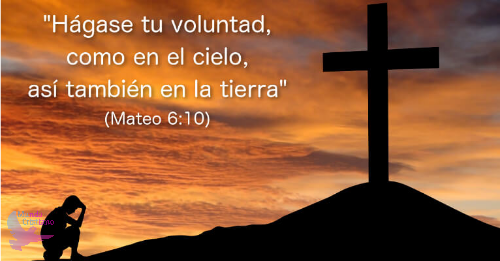 "Hágase tu voluntad,
como en el cielo,
así también en la tierra"
(Mateo 6:10)